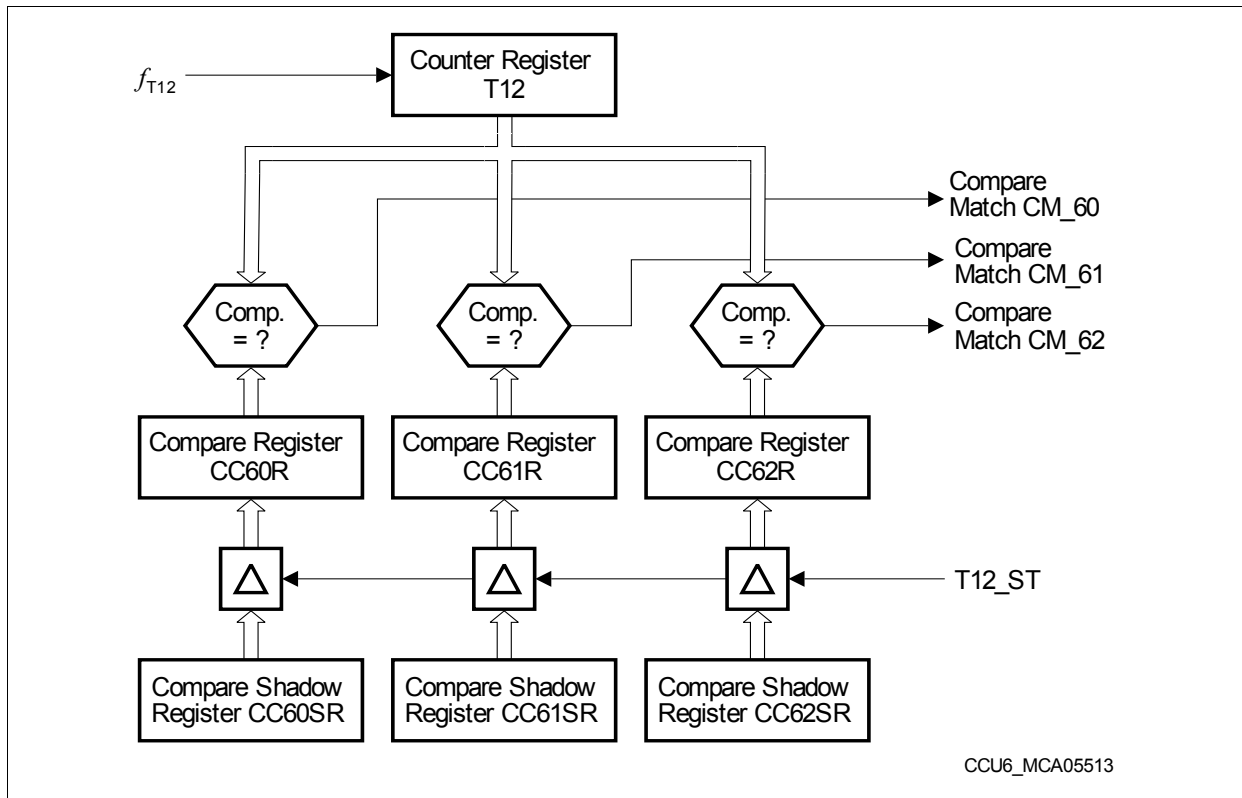 Counter Register
T12
fT12
Compare
Match CM_60
Compare
Match CM_61
Compare
Match CM_62
Comp.
= ?
Comp.
= ?
Comp.
= ?
Compare Register
CC60R
Compare Register
CC61R
Compare Register
CC62R
T12_ST
Compare Shadow
Register CC60SR
Compare Shadow
Register CC61SR
Compare Shadow
Register CC62SR
CCU6_MCA05513